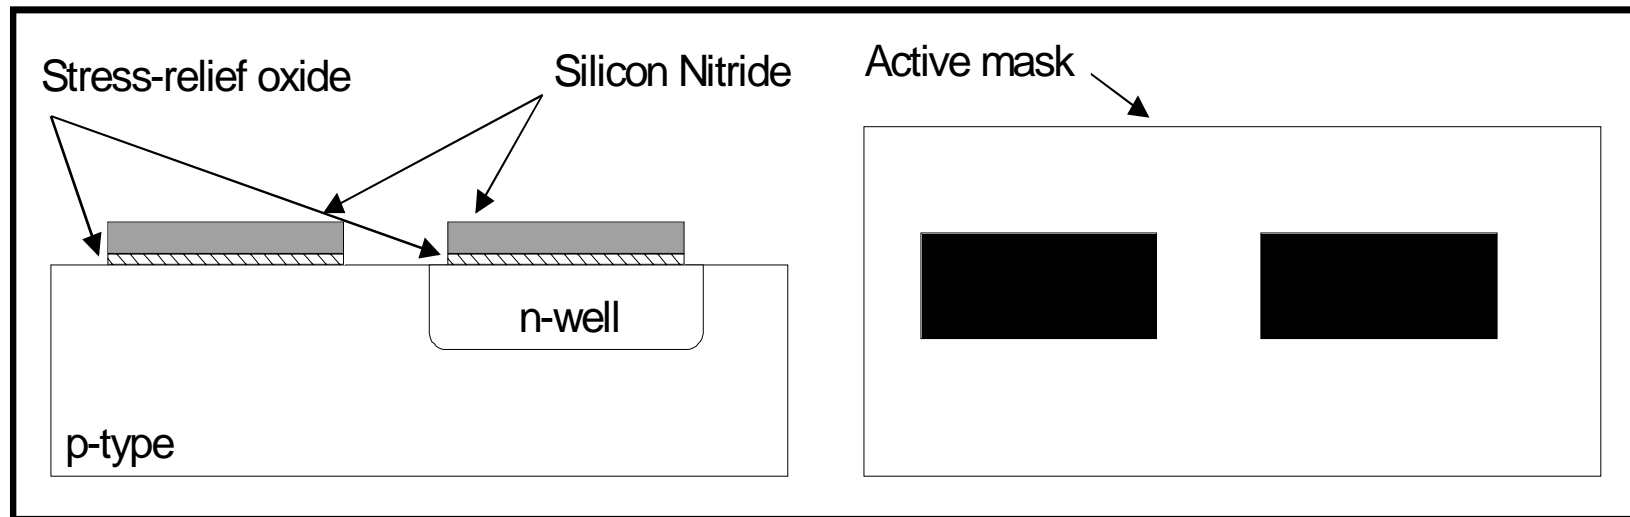 Stress-relief oxide
Silicon Nitride
Active mask
n-well
p-type